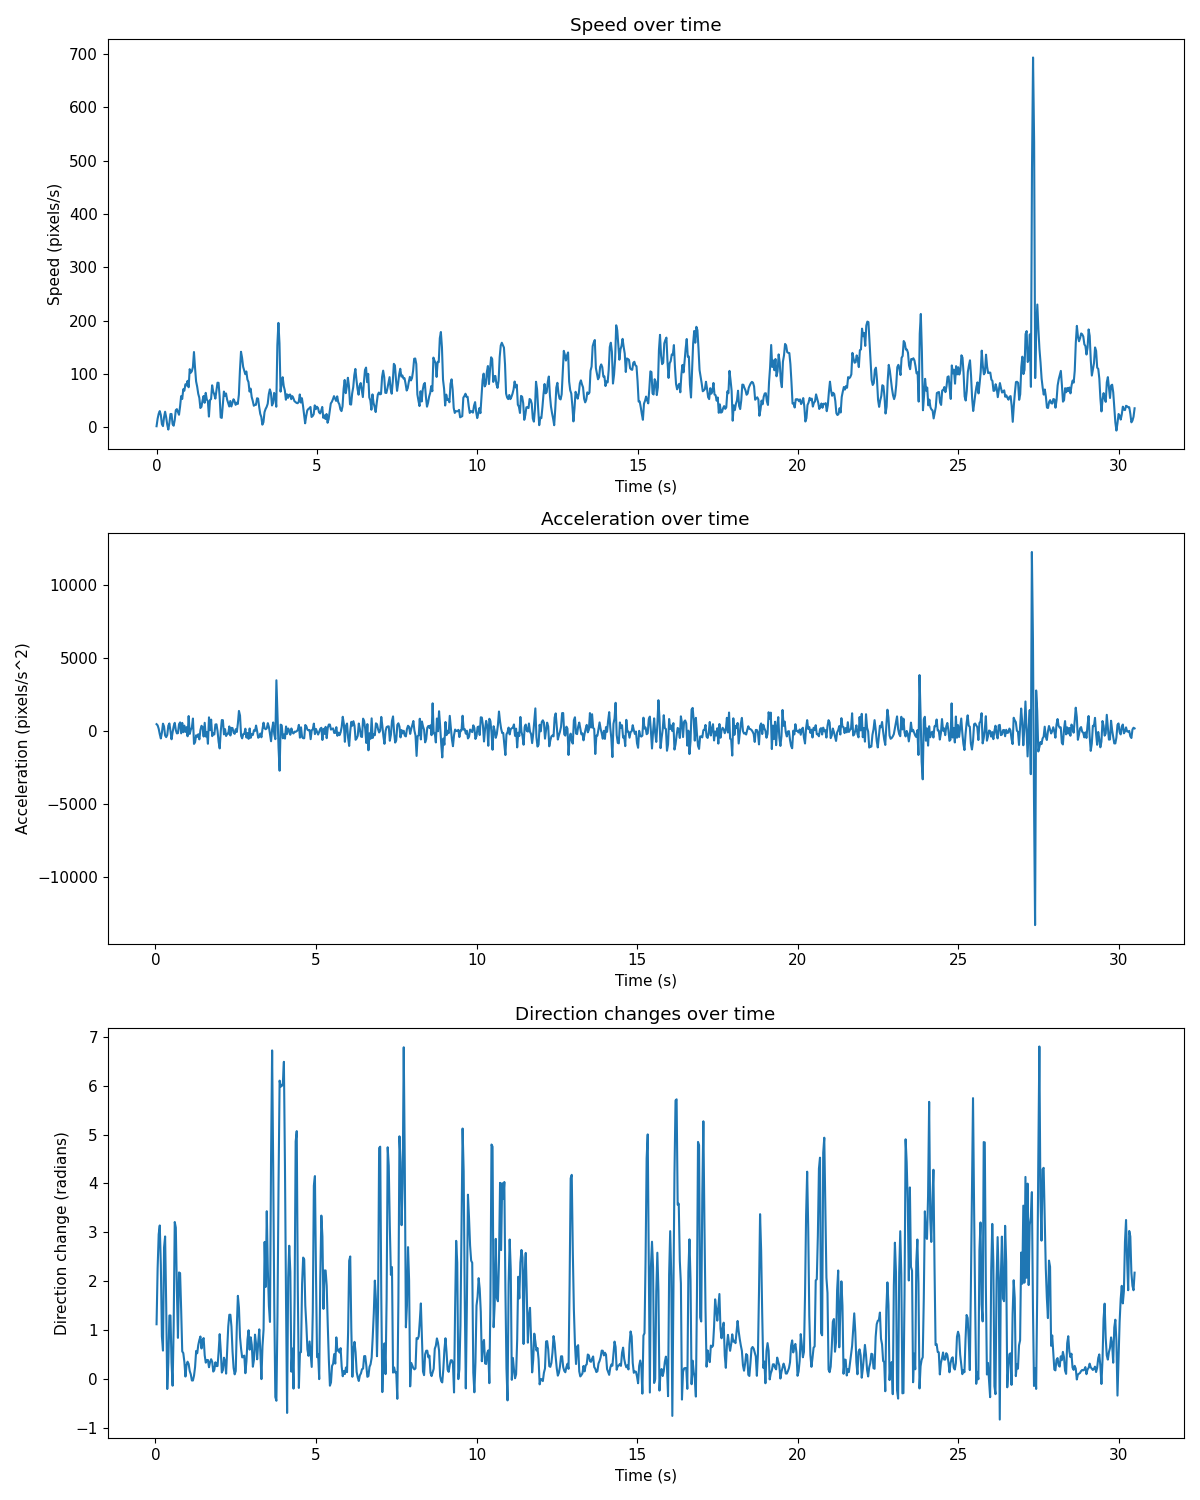 Speed over time
700
600
500
400
300
200
100
0
Speed (pixels/s)
0 5 10 15 20 25 30
Time (s)
Acceleration over time
10000
5000
0
−5000
−10000
Acceleration (pixels/s^2)
0 5 10 15 20 25 30
Time (s)
Direction changes over time
7
6
5
4
3
2
1
0
−1
Direction change (radians)
0 5 10 15 20 25 30
Time (s)